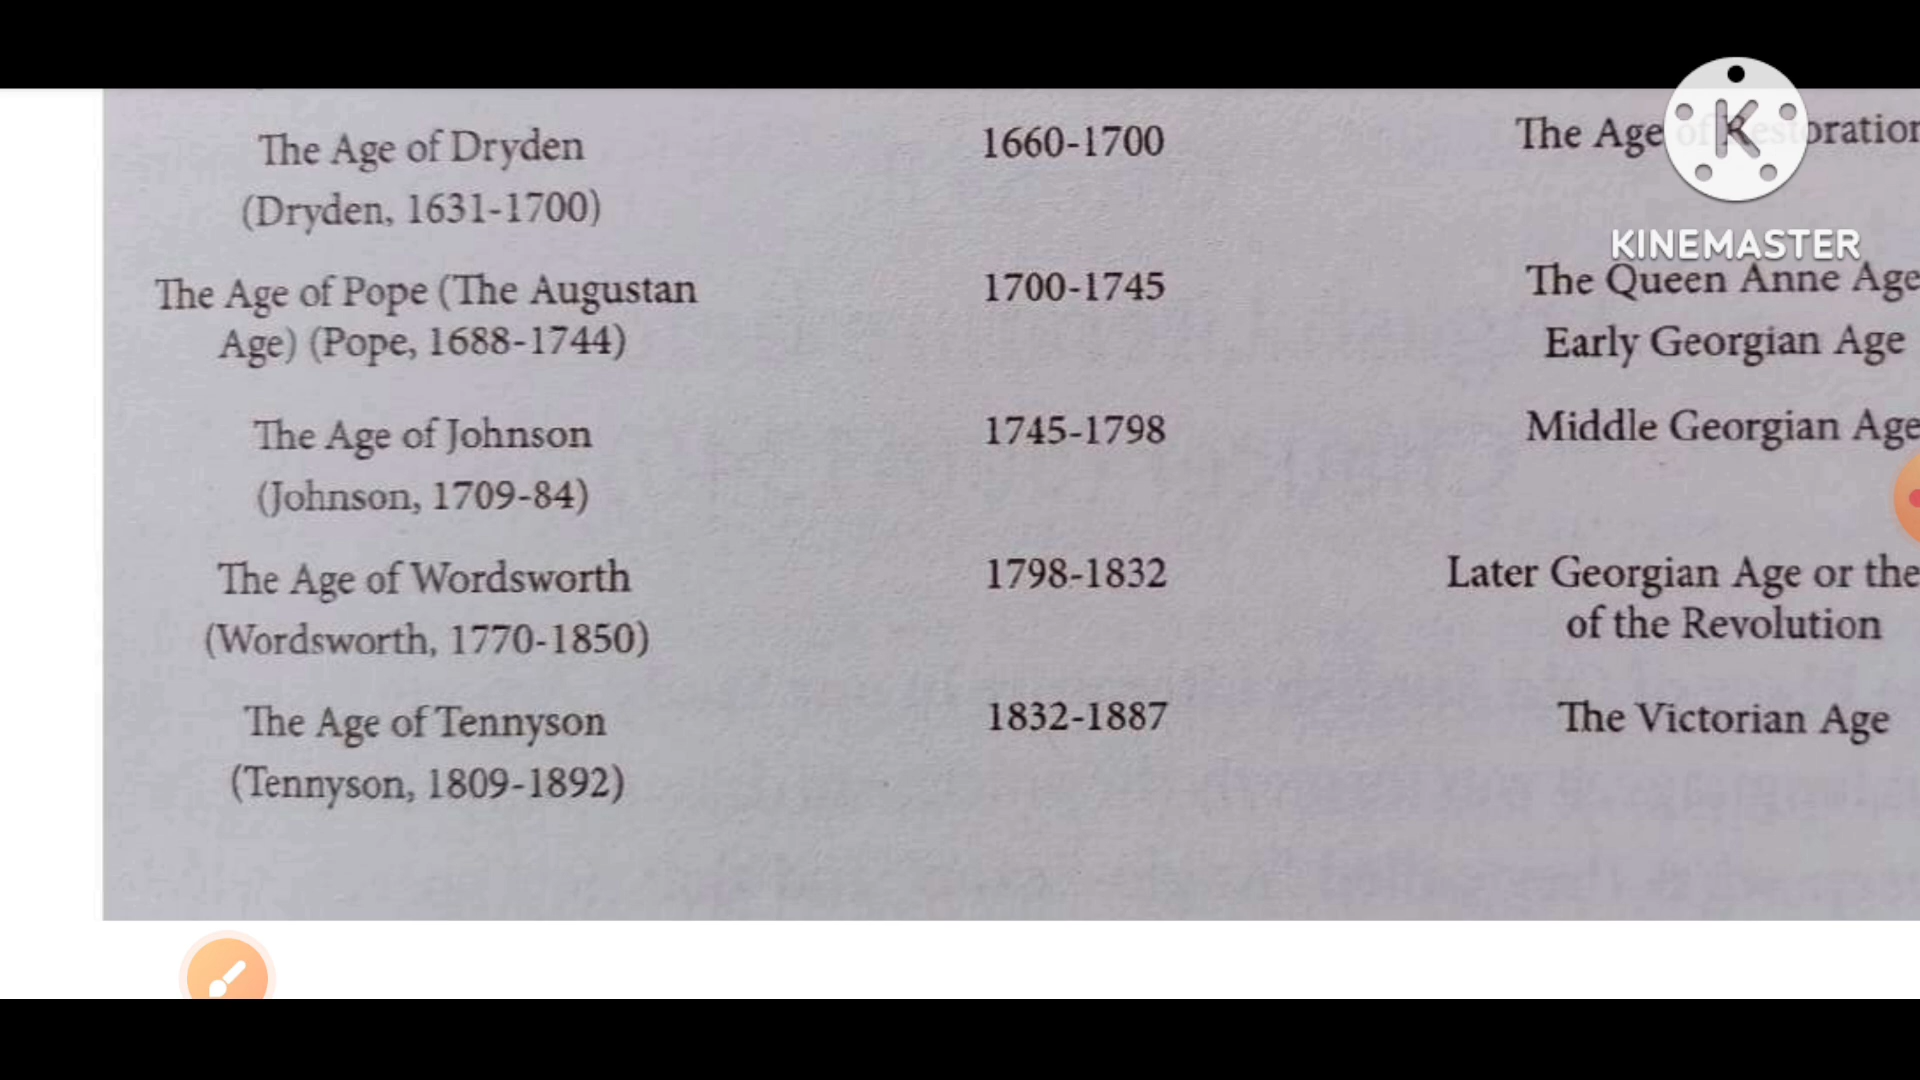 The Age of Dryden 1660-1700 The Age of Restoration
(Dryden, 1631-1700)
KINEMASTER
The Age of Pope (The Augustan 1700-1745 The Queen Anne Age
Age) (Pope, 1688-1744) Early Georgian Age
The Age of Johnson 1745-1798 Middle Georgian Age
(Johnson, 1709-84)
The Age of Wordsworth 1798-1832 Later Georgian Age or the
(Wordsworth, 1770-1850) of the Revolution
The Age of Tennyson 1832-1887 The Victorian Age
(Tennyson, 1809-1892)